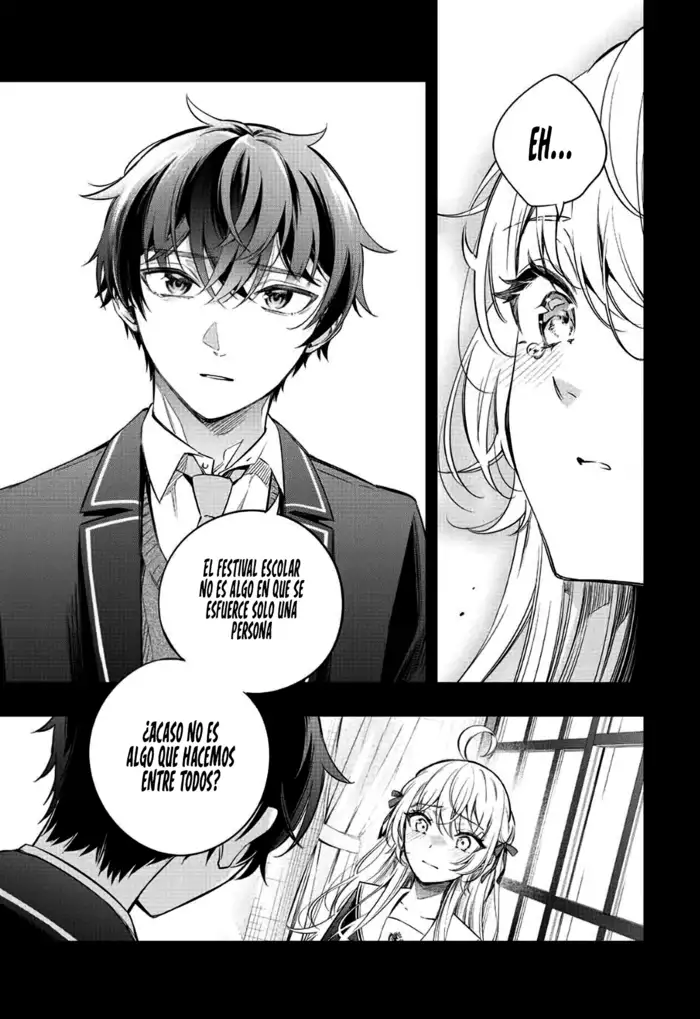 EH...
EL FESTIVAL ESCOLAR
NO ES ALGO EN QUE SE
ESFUERCE SOLO UNA
PERSONA
¿ACASO NO ES
ALGO QUE HACEMOS
ENTRE TODOS?